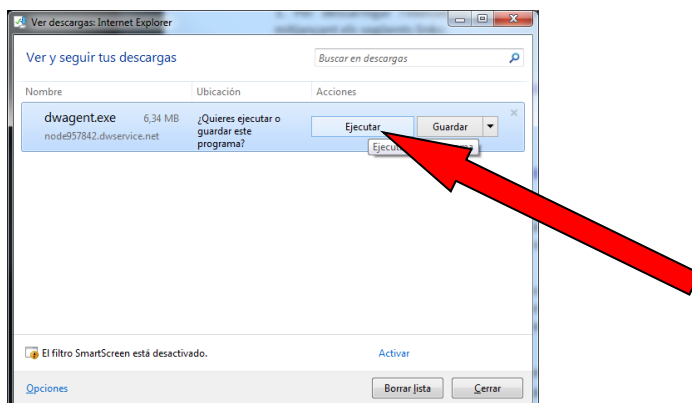 Ver descargas: Internet Explorer
Ver y seguir tus descargas
Buscar en descargas
Nombre Ubicación Acciones
dwagent.exe 6,34 MB ¿Quieres ejecutar o guardar este programa? Ejecutar Guardar
node957842.dwservice.net
El filtro SmartScreen está desactivado. Activar
Opciones Borrar lista Cerrar